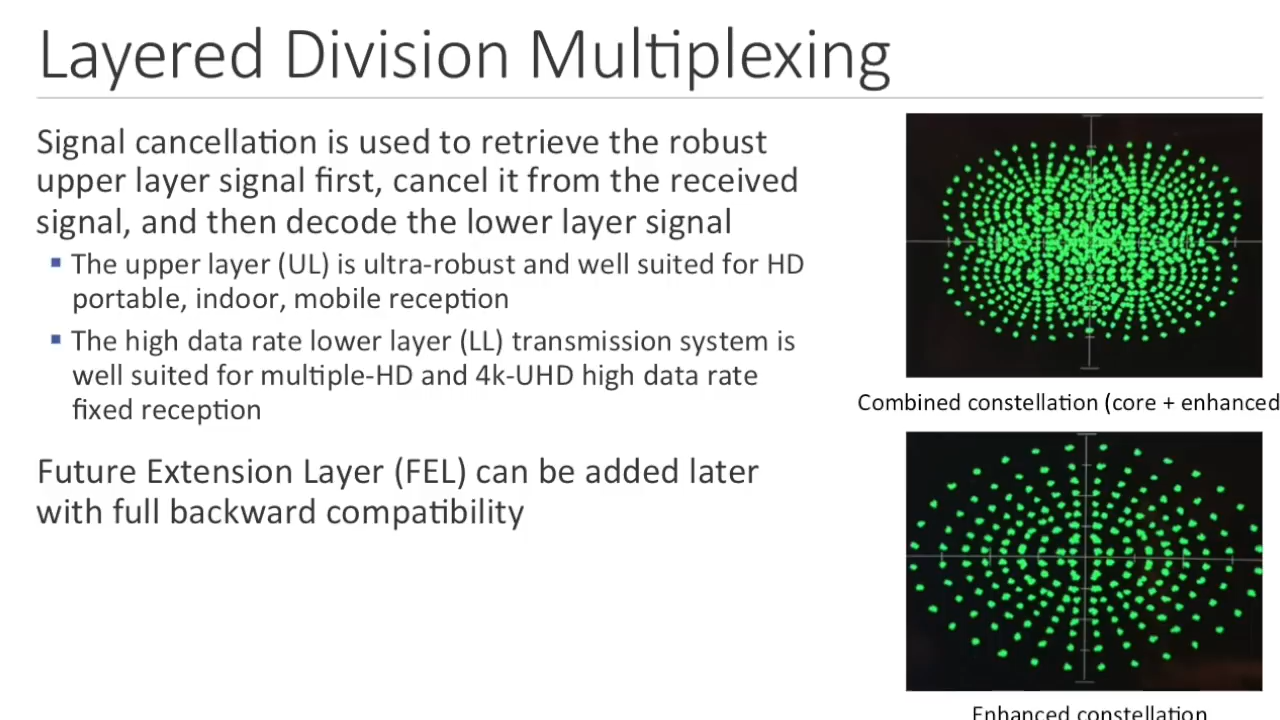 Layered Division Multiplexing
Signal cancellation is used to retrieve the robust
upper layer signal first, cancel it from the received
signal, and then decode the lower layer signal
▪ The upper layer (UL) is ultra-robust and well suited for HD
portable, indoor, mobile reception
▪ The high data rate lower layer (LL) transmission system is
well suited for multiple-HD and 4k-UHD high data rate
fixed reception
Future Extension Layer (FEL) can be added later
with full backward compatibility
Combined constellation (core + enhanced
Enhanced constellation